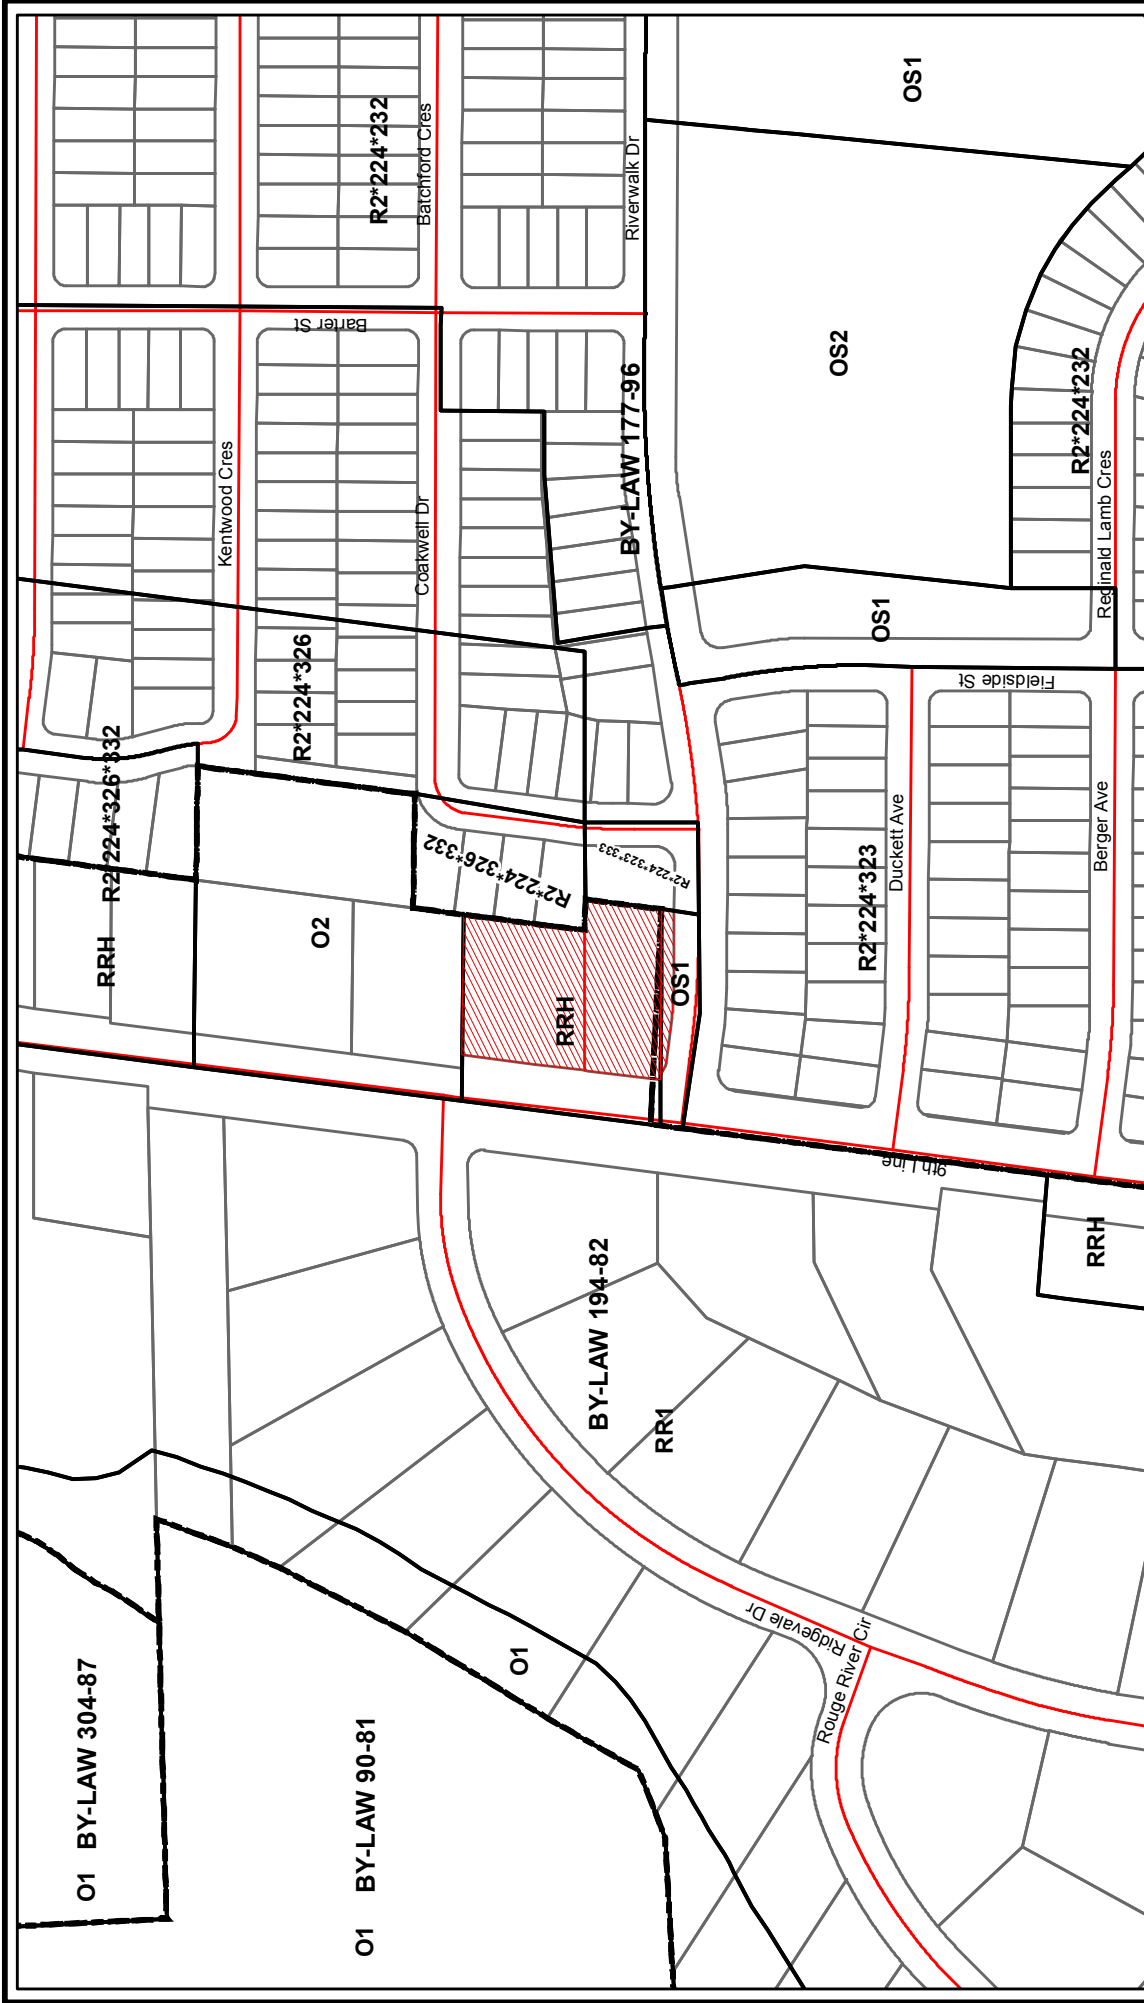 OS1
R2*224*232
Batchford Cres
Riverwalk Dr
Barter St
OS2
BY-LAW 177-96
R2*224*232
Reginald Lamb Cres
Kentwood Cres
Coakwell Dr
OS1
R2*224*326
Fieldside St
R2*224*326*332
R2*224*326*332
R2*224*323*333
Duckett Ave
R2*224*323
Berger Ave
O2
RRH
RRH
OS1
9th Line
RRH
BY-LAW 194-82
RR1
Ridgevale Dr
Rouge River Cir
O1
O1 BY-LAW 304-87
O1 BY-LAW 90-81